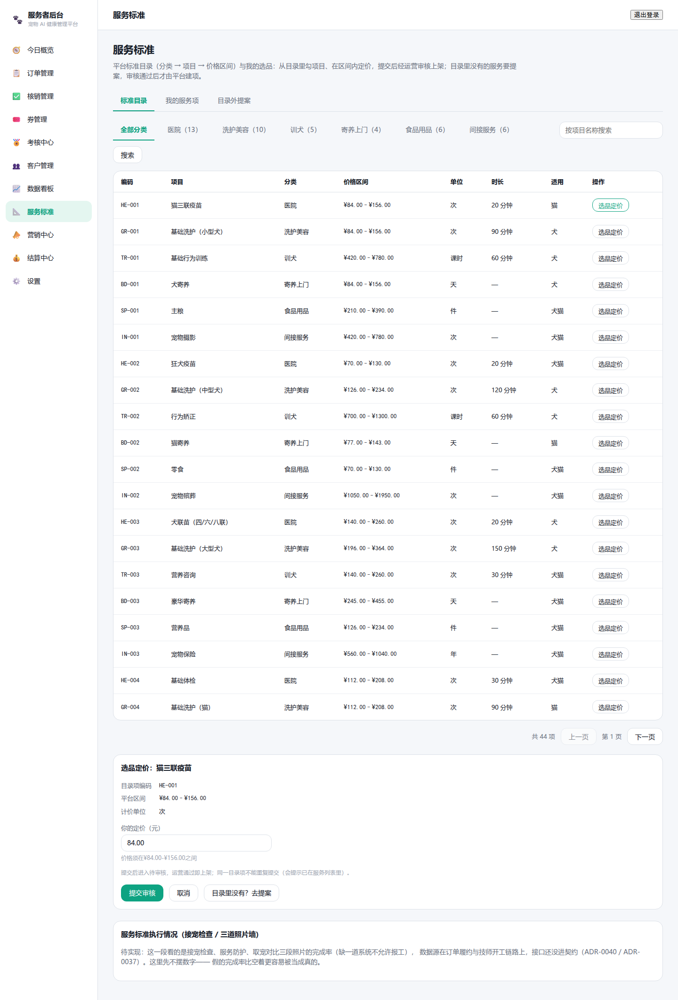 服务者后台
宠物 AI 健康管理平台
今日概览
订单管理
核销管理
券管理
考核中心
客户管理
数据看板
服务标准
营销中心
结算中心
设置
服务标准
退出登录
服务标准
平台标准目录（分类 → 项目 → 价格区间）与我的选品：从目录里勾项目、在区间内定价，提交后经运营审核上架；目录里没有的服务要提
案，审核通过后才由平台建项。
标准目录 我的服务项 目录外提案
全部分类 医院（13） 洗护美容（10） 训犬（5） 寄养上门（4） 食品用品（6） 间接服务（6） 按项目名称搜索
搜索
编码 项目 分类 价格区间 单位 时长 适用 操作
HE-001 猫三联疫苗 医院 ¥84.00 – ¥156.00 次 20 分钟 猫 选品定价
GR-001 基础洗护（小型犬） 洗护美容 ¥84.00 – ¥156.00 次 90 分钟 犬 选品定价
TR-001 基础行为训练 训犬 ¥420.00 – ¥780.00 课时 60 分钟 犬 选品定价
BD-001 犬寄养 寄养上门 ¥84.00 – ¥156.00 天 — 犬 选品定价
SP-001 主粮 食品用品 ¥210.00 – ¥390.00 件 — 犬猫 选品定价
IN-001 宠物摄影 间接服务 ¥420.00 – ¥780.00 次 — 犬猫 选品定价
HE-002 狂犬疫苗 医院 ¥70.00 – ¥130.00 次 20 分钟 犬猫 选品定价
GR-002 基础洗护（中型犬） 洗护美容 ¥126.00 – ¥234.00 次 120 分钟 犬 选品定价
TR-002 行为矫正 训犬 ¥700.00 – ¥1300.00 课时 60 分钟 犬 选品定价
BD-002 猫寄养 寄养上门 ¥77.00 – ¥143.00 天 — 猫 选品定价
SP-002 零食 食品用品 ¥70.00 – ¥130.00 件 — 犬猫 选品定价
IN-002 宠物殡葬 间接服务 ¥1050.00 – ¥1950.00 次 — 犬猫 选品定价
HE-003 犬联苗（四/六/八联） 医院 ¥140.00 – ¥260.00 次 20 分钟 犬 选品定价
GR-003 基础洗护（大型犬） 洗护美容 ¥196.00 – ¥364.00 次 150 分钟 犬 选品定价
TR-003 营养咨询 训犬 ¥140.00 – ¥260.00 次 30 分钟 犬猫 选品定价
BD-003 豪华寄养 寄养上门 ¥245.00 – ¥455.00 天 — 犬猫 选品定价
SP-003 营养品 食品用品 ¥126.00 – ¥234.00 件 — 犬猫 选品定价
IN-003 宠物保险 间接服务 ¥560.00 – ¥1040.00 年 — 犬猫 选品定价
HE-004 基础体检 医院 ¥112.00 – ¥208.00 次 30 分钟 犬猫 选品定价
GR-004 基础洗护（猫） 洗护美容 ¥112.00 – ¥208.00 次 90 分钟 猫 选品定价
共 44 项 上一页 第 1 页 下一页
选品定价：猫三联疫苗
目录项编码 HE-001
平台区间 ¥84.00 – ¥156.00
计价单位 次
你的定价（元）
84.00
价格须在¥84.00-¥156.00之间
提交后进入待审核，运营通过即上架；同一目录项不能重复提交（会提示已在服务列表里）。
提交审核 取消 目录里没有？去提案
服务标准执行情况（接宠检查 / 三道照片墙）
待实现：这一段看的是接宠检查、服务防护、取宠对比三段照片的完成率（缺一道系统不允许报工）， 数据源在订单履约与技师开工链路上，接口还没进契约（ADR-0040 / ADR-
0037）。这里先不摆数字—— 假的完成率比空着更容易被当成真的。